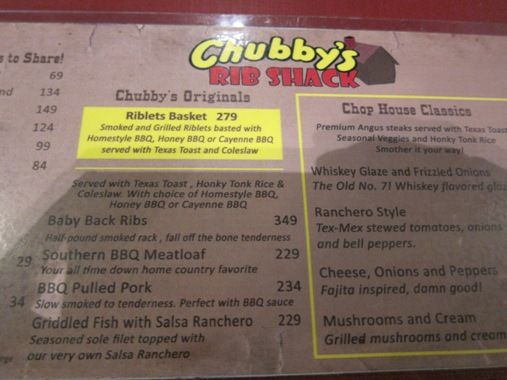 Chubby's
RIB SHACK
s to Share!
69
nd 134
149
124
99
84
29
34
Chubby's Originals
Riblets Basket 279
Smoked and Grilled Riblets basted with
Homestyle BBQ, Honey BBQ or Cayenne BBQ
served with Texas Toast and Coleslaw
Served with Texas Toast , Honky Tonk Rice &
Coleslaw. With choice of Homestyle BBQ,
Honey BBQ or Cayenne BBQ
Baby Back Ribs 349
Half-pound smoked rack , fall off the bone tenderness
Southern BBQ Meatloaf 229
Your all time down home country favorite
BBQ Pulled Pork 234
Slow smoked to tenderness. Perfect with BBQ sauce
Griddled Fish with Salsa Ranchero 229
Seasoned sole filet topped with
our very own Salsa Ranchero
Chop House Classics
Premium Angus steaks served with Texas Toast
Seasonal Veggies and Honky Tonk Rice
Smother it your way!
Whiskey Glaze and Frizzled Onions
The Old No. 7! Whiskey flavored glaz
Ranchero Style
Tex-Mex stewed tomatoes, onions
and bell peppers.
Cheese, Onions and Peppers
Fajita inspired, damn good!
Mushrooms and Cream
Grilled mushrooms and cream